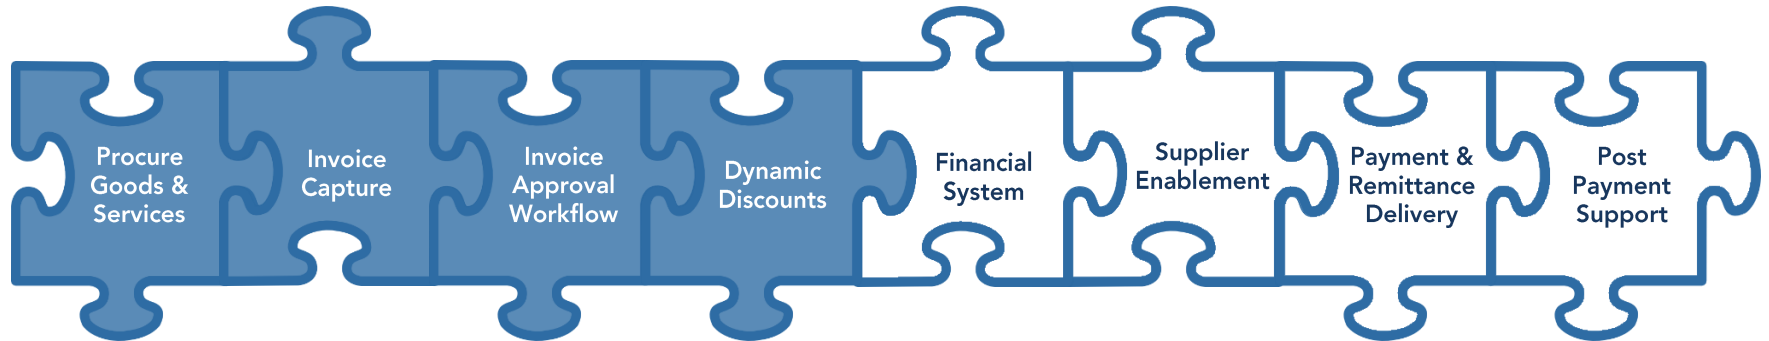 Procure
Goods &
Services
Invoice
Capture
Invoice
Approval
Workflow
Dynamic
Discounts
Financial
System
Supplier
Enablement
Payment &
Remittance
Delivery
Post
Payment
Support